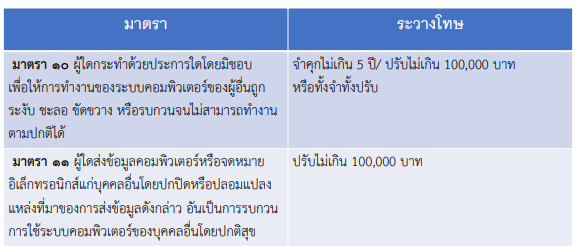 มาตรา
ระวางโทษ
มาตรา ๑๐ ผู้ใดกระทำด้วยประการใดโดยมิชอบ
เพื่อให้การทำงานของระบบคอมพิวเตอร์ของผู้อื่นถูก
ระงับ ชะลอ ขัดขวาง หรือรบกวนจนไม่สามารถทำงาน
ตามปกติได้
จำคุกไม่เกิน 5 ปี/ ปรับไม่เกิน 100,000 บาท
หรือทั้งจำทั้งปรับ
มาตรา ๑๑ ผู้ใดส่งข้อมูลคอมพิวเตอร์หรือจดหมาย
อิเล็กทรอนิกส์แก่บุคคลอื่นโดยปกปิดหรือปลอมแปลง
แหล่งที่มาของการส่งข้อมูลดังกล่าว อันเป็นการรบกวน
การใช้ระบบคอมพิวเตอร์ของบุคคลอื่นโดยปกติสุข
ปรับไม่เกิน 100,000 บาท